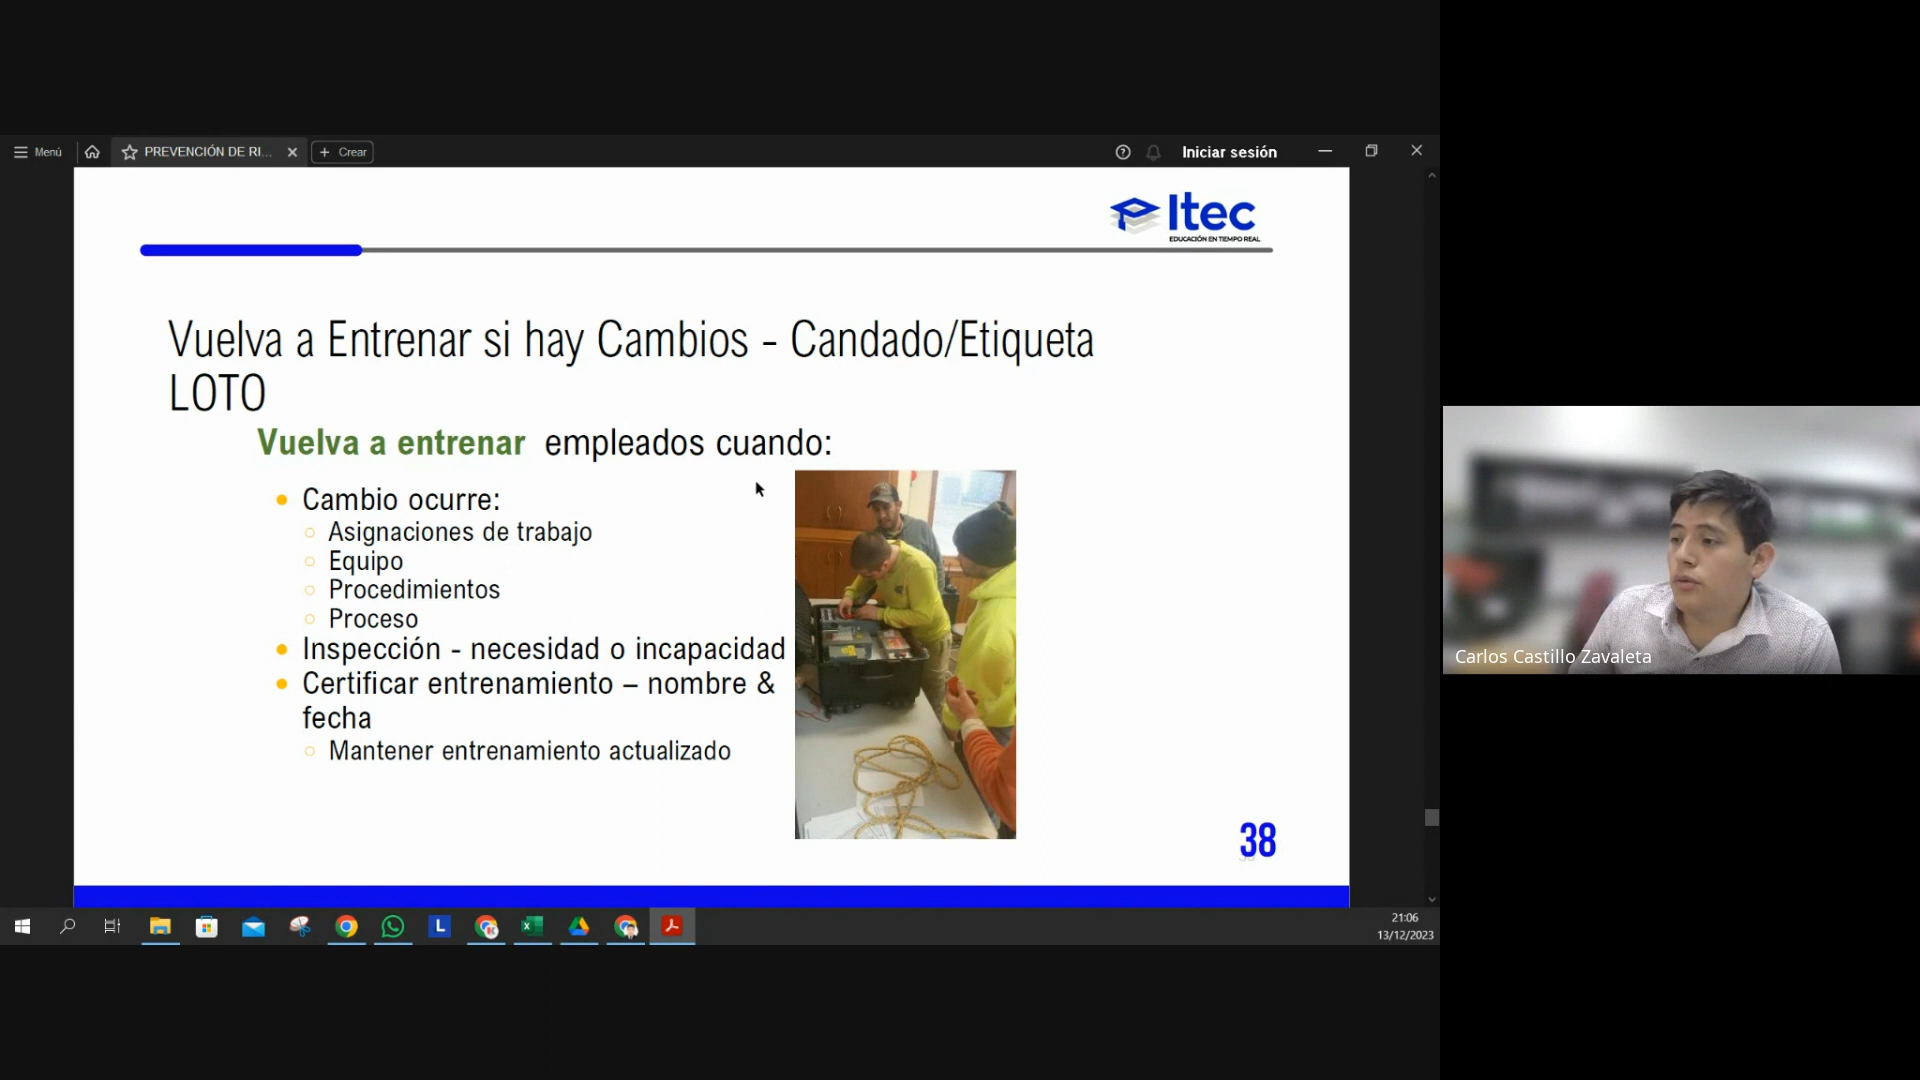 Menú
PREVENCIÓN DE RI...
Crear
Iniciar sesión
Itec
EDUCACIÓN EN TIEMPO REAL
Vuelva a Entrenar si hay Cambios - Candado/Etiqueta
LOTO
Vuelva a entrenar empleados cuando:
Cambio ocurre:
Asignaciones de trabajo
Equipo
Procedimientos
Proceso
Inspección - necesidad o incapacidad
Certificar entrenamiento – nombre &
fecha
Mantener entrenamiento actualizado
38
Carlos Castillo Zavaleta
L
21:06
13/12/2023